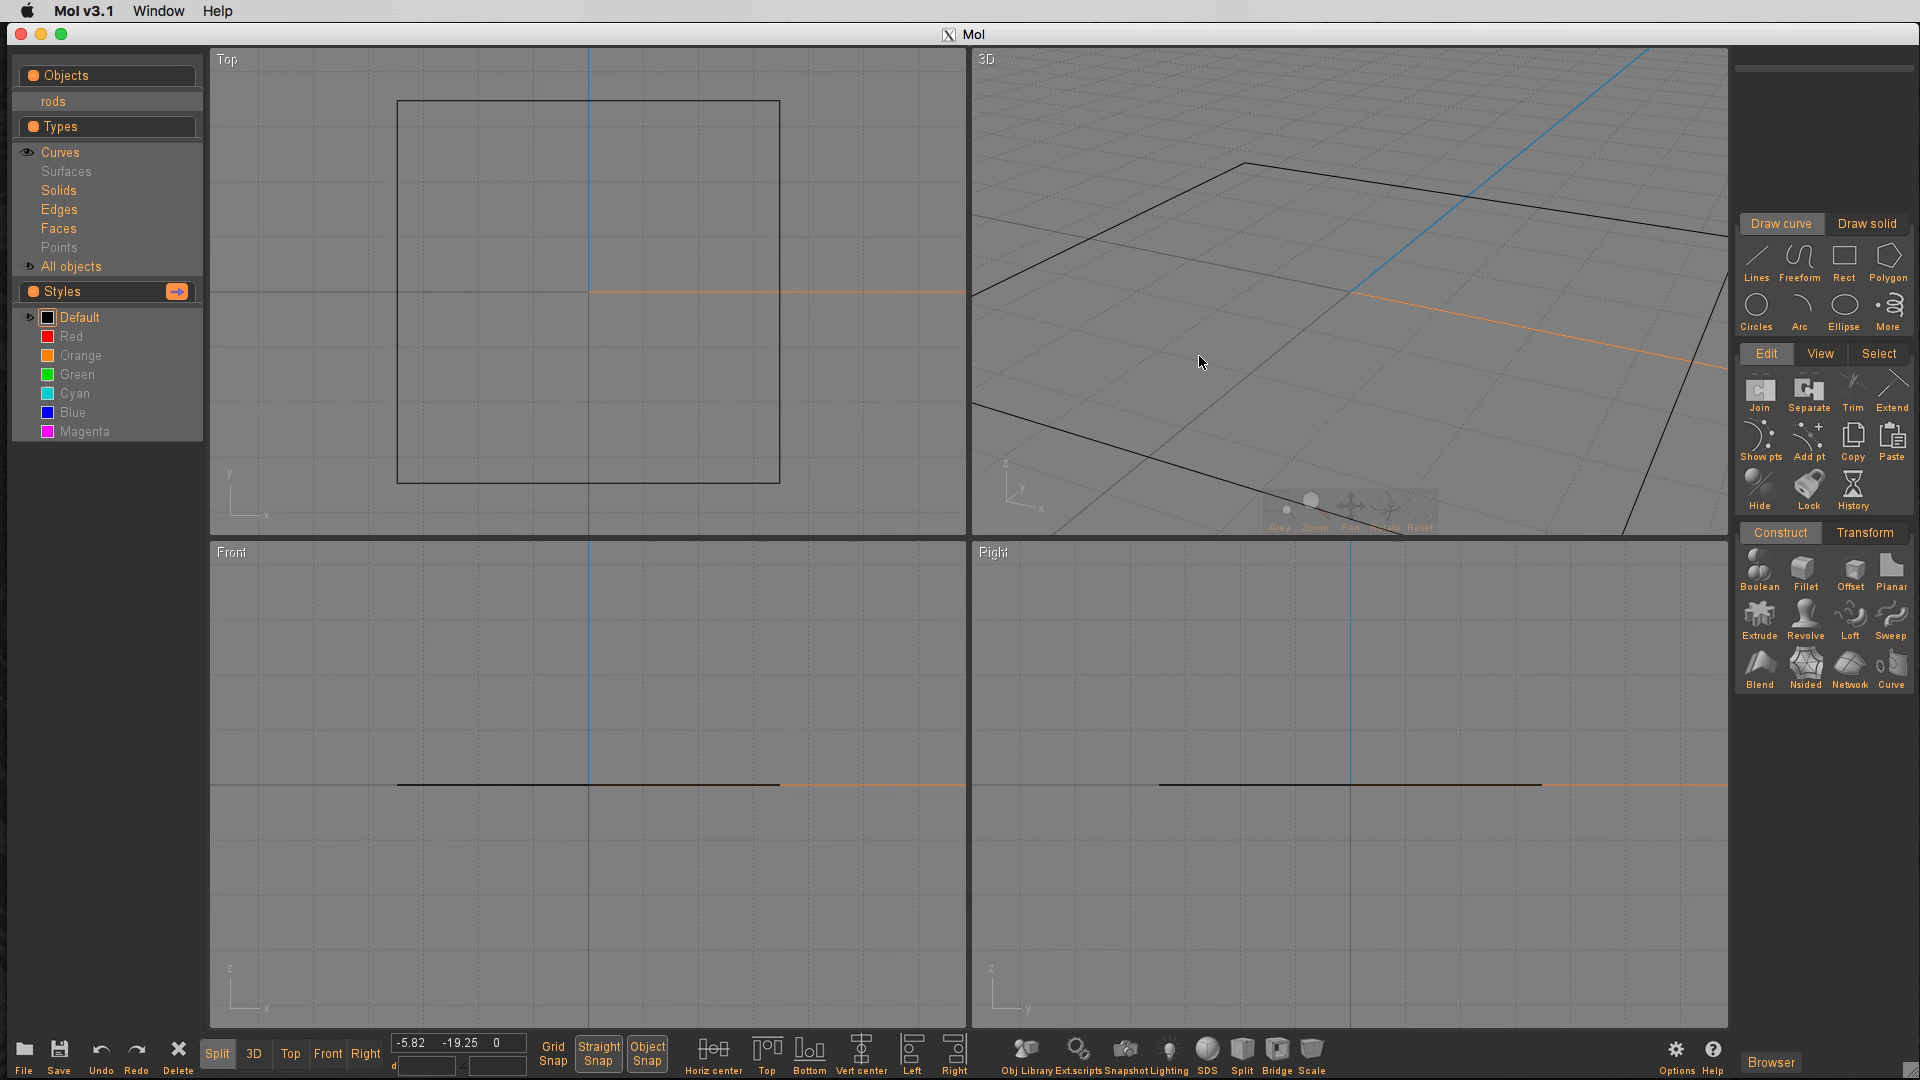 MoI v3.1 Window Help
MoI
Objects
rods
Types
Curves
Surfaces
Solids
Edges
Faces
Points
All objects
Styles
Default
Red
Orange
Green
Cyan
Blue
Magenta
Top
y
x
3D
z
y
x
Area Zoom Pan Rotate Reset
Front
z
x
Right
z
y
Draw curve Draw solid
Lines Freeform Rect Polygon
Circles Arc Ellipse More
Edit View Select
Join Separate Trim Extend
Show pts Add pt Copy Paste
Hide Lock History
Construct Transform
Boolean Fillet Offset Planar
Extrude Revolve Loft Sweep
Blend Nsided Network Curve
File Save Undo Redo Delete
Split 3D Top Front Right
-5.82 -19.25 0
d
Grid Snap
Straight Snap
Object Snap
Horiz center Top Bottom Vert center Left Right
Obj Library Ext.scripts Snapshot Lighting SDS Split Bridge Scale
Options Help
Browser